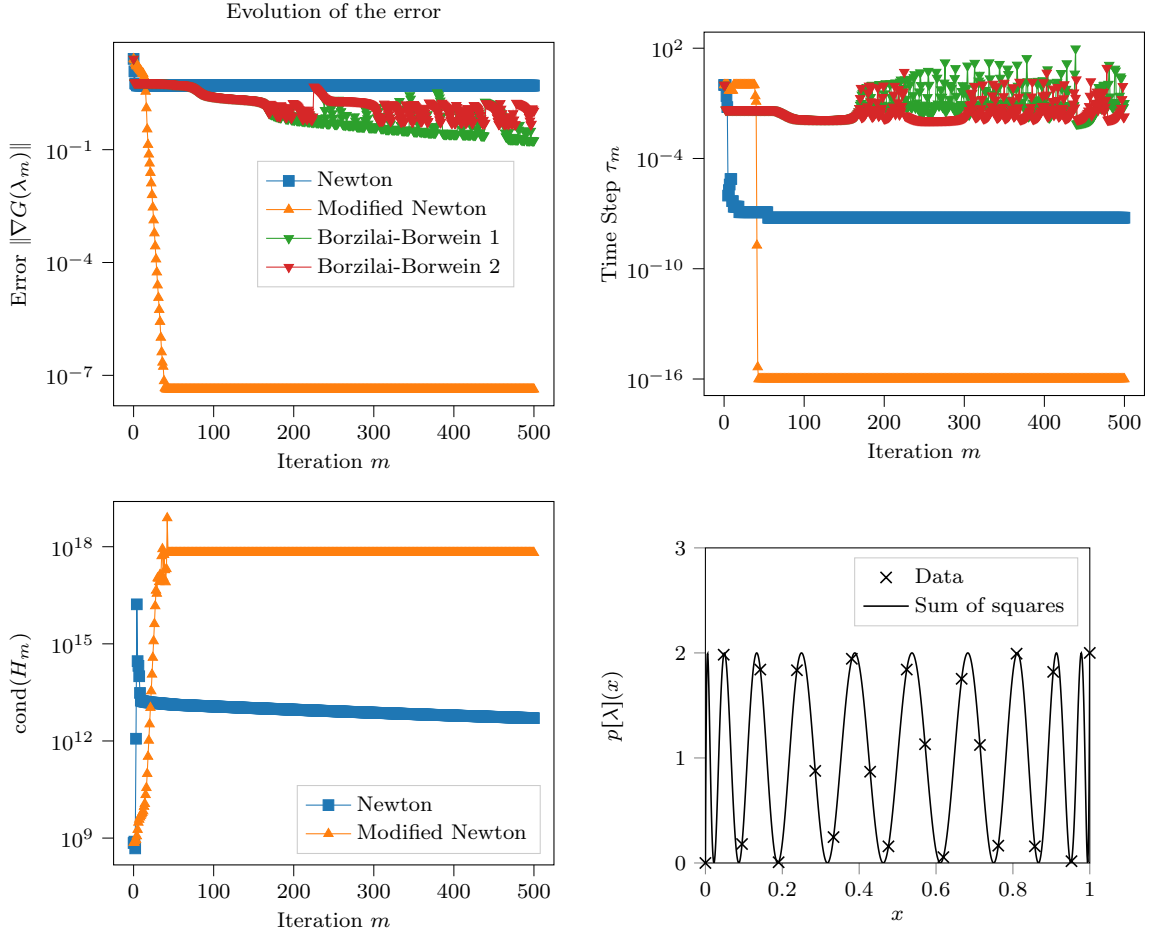 Evolution of the error
10^−1
10^−4
10^−7
Error ∥∇G(λ_m)∥
Newton
Modified Newton
Borzilai-Borwein 1
Borzilai-Borwein 2
0 100 200 300 400 500
Iteration m
10^2
10^−4
10^−10
10^−16
Time Step τ_m
0 100 200 300 400 500
Iteration m
10^18
10^15
10^12
10^9
cond(H_m)
Newton
Modified Newton
0 100 200 300 400 500
Iteration m
3
2
1
0
p[λ](x)
Data
Sum of squares
0 0.2 0.4 0.6 0.8 1
x